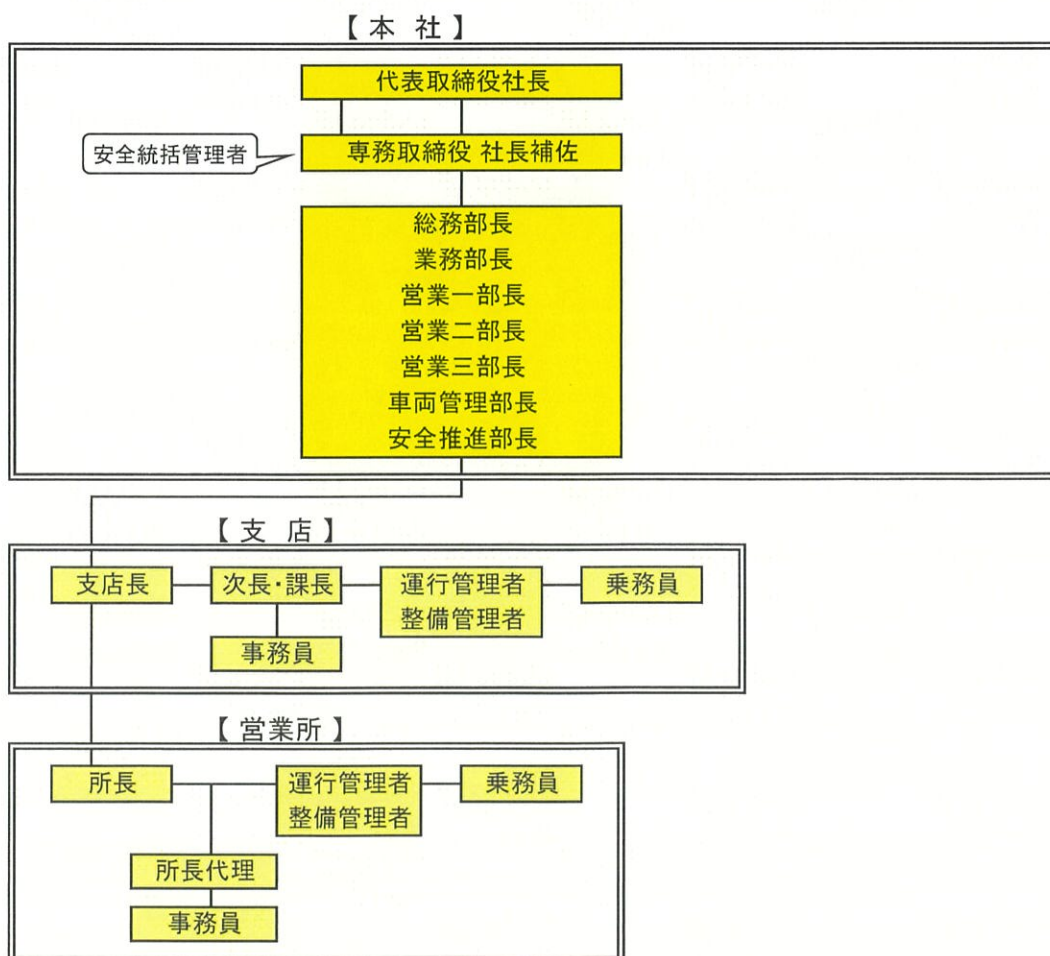 【 本 社 】
代表取締役社長
安全統括管理者
専務取締役 社長補佐
総務部長
業務部長
営業一部長
営業二部長
営業三部長
車両管理部長
安全推進部長
【 支 店 】
支店長
次長・課長
運行管理者
整備管理者
乗務員
事務員
【 営業所 】
所長
運行管理者
整備管理者
乗務員
所長代理
事務員